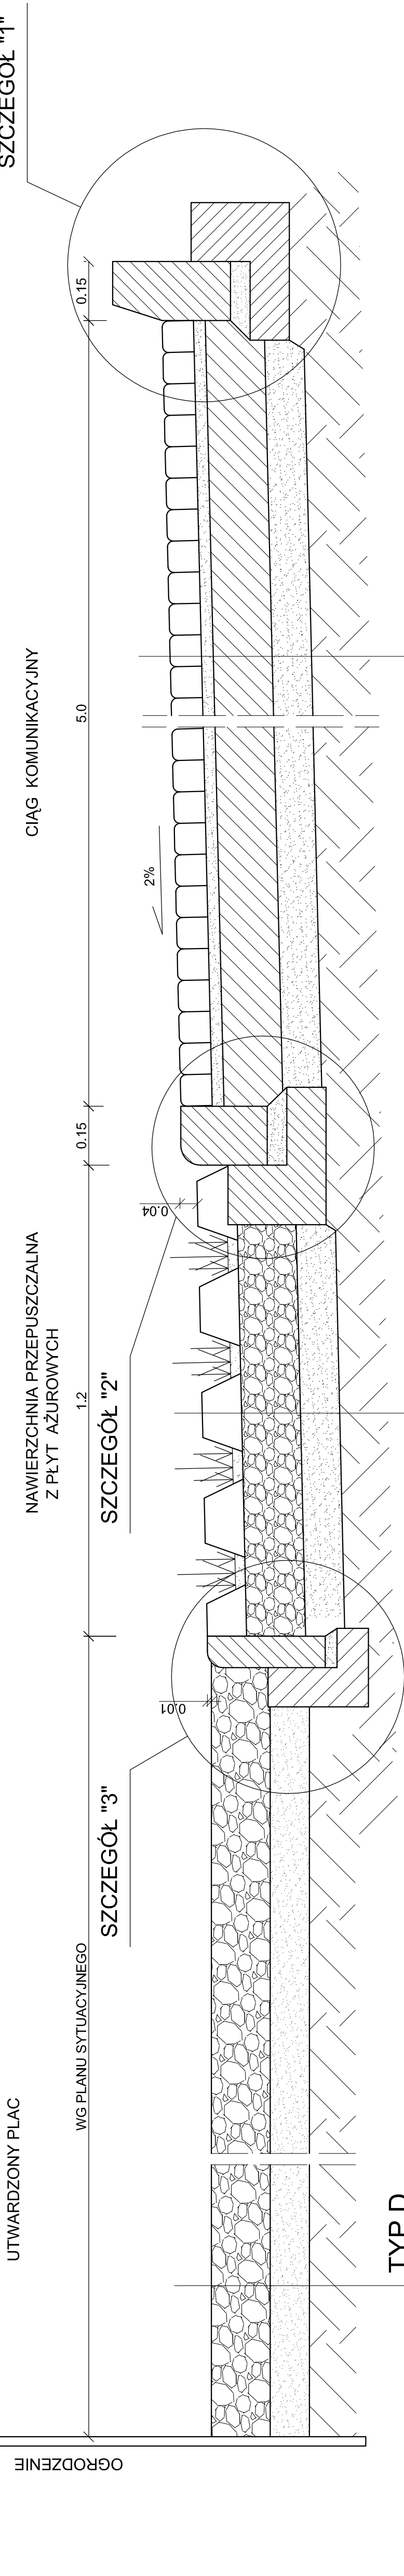 SZCZEGÓŁ "1"
CIĄG KOMUNIKACYJNY
NAWIERZCHNIA PRZEPUSZCZALNA
Z PŁYT AŻUROWYCH
UTWARDZONY PLAC
OGRODZENIE
WG PLANU SYTUACYJNEGO
1.2
0.15
5.0
0.15
SZCZEGÓŁ "3"
SZCZEGÓŁ "2"
2%
0.01
0.04
TYP D